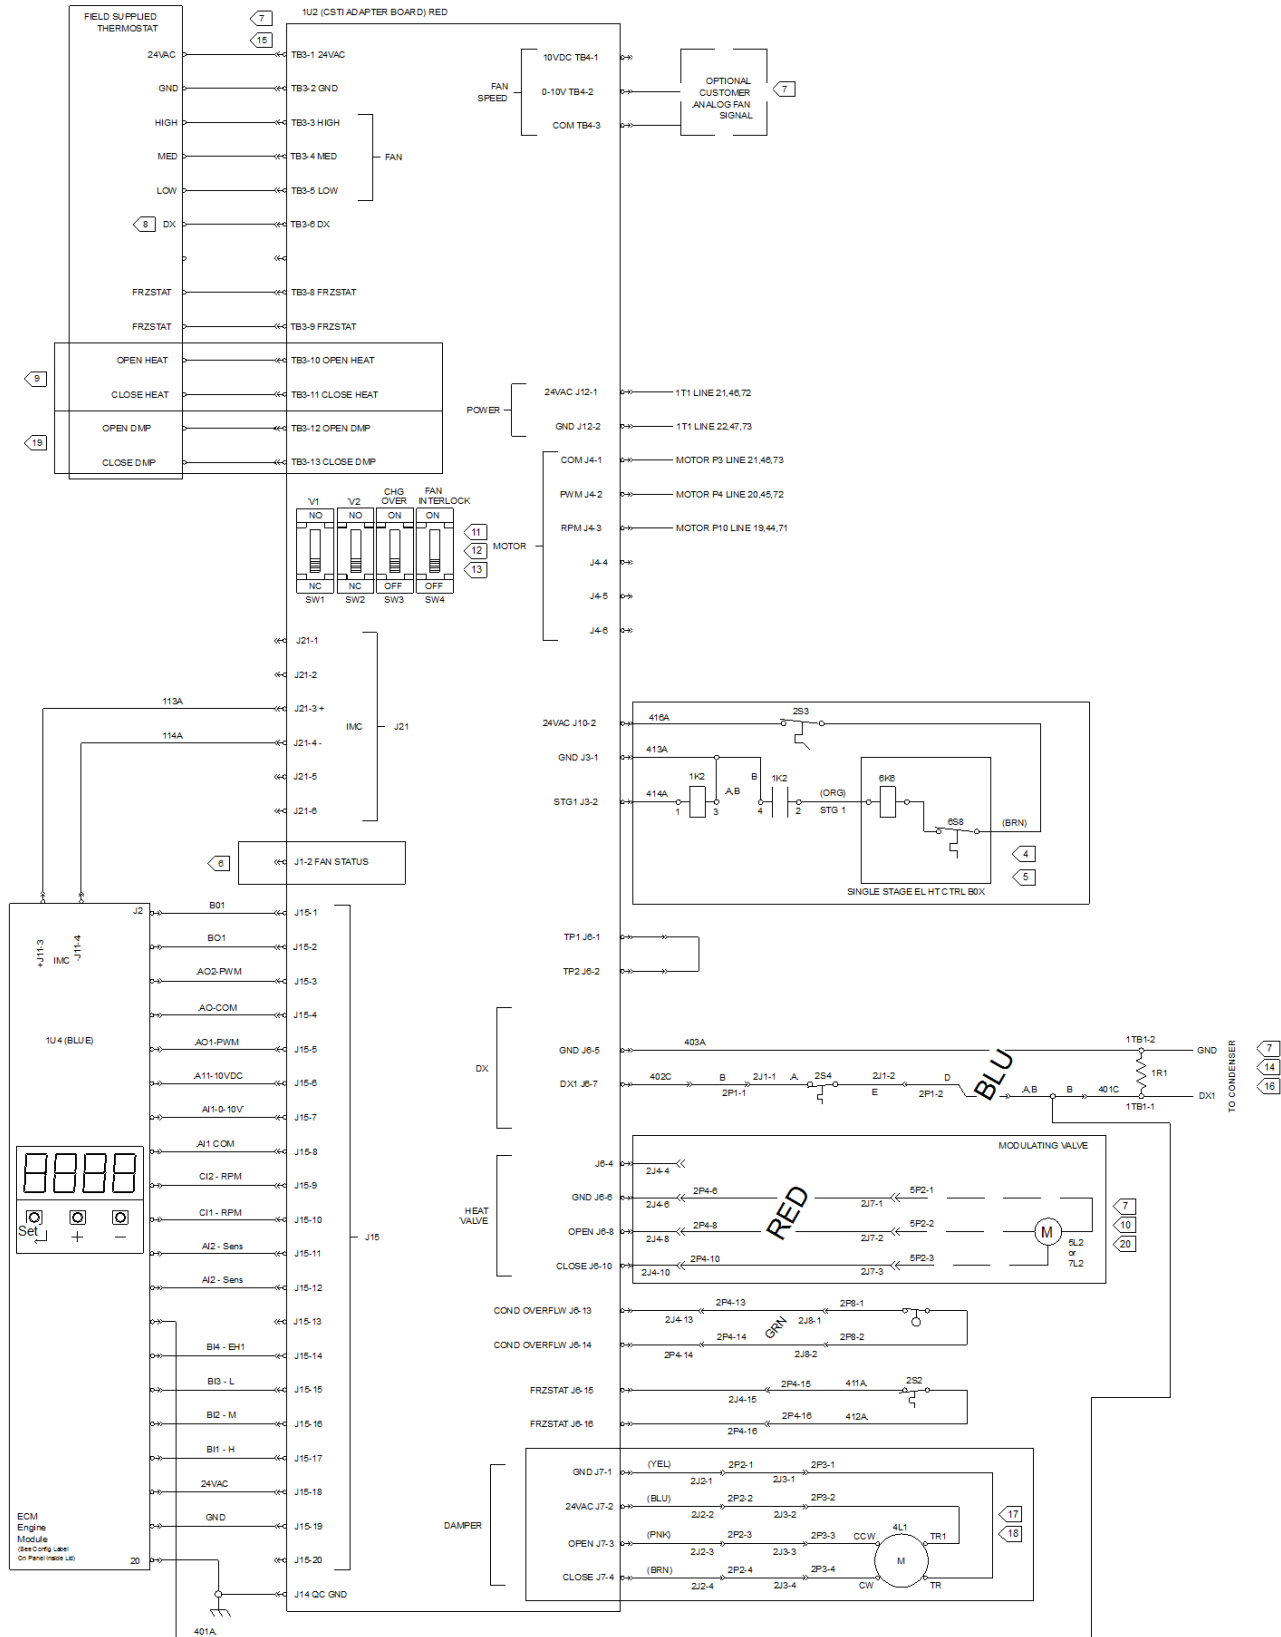 FIELD SUPPLIED
THERMOSTAT
7
15
1U2 (CSTI ADAPTER BOARD) RED
24VAC
TB3-1 24VAC
GND
TB3-2 GND
HIGH
TB3-3 HIGH
MED
TB3-4 MED
FAN
LOW
TB3-5 LOW
8
DX
TB3-6 DX
FRZSTAT
TB3-8 FRZSTAT
FRZSTAT
TB3-9 FRZSTAT
9
OPEN HEAT
TB3-10 OPEN HEAT
CLOSE HEAT
TB3-11 CLOSE HEAT
19
OPEN DMP
TB3-12 OPEN DMP
CLOSE DMP
TB3-13 CLOSE DMP
FAN
SPEED
10VDC TB4-1
0-10V TB4-2
COM TB4-3
OPTIONAL
CUSTOMER
ANALOG FAN
SIGNAL
7
POWER
24VAC J12-1
1T1 LINE 21,46,72
GND J12-2
1T1 LINE 22,47,73
MOTOR
COM J4-1
MOTOR P3 LINE 21,46,73
PWM J4-2
MOTOR P4 LINE 20,45,72
RPM J4-3
MOTOR P10 LINE 19,44,71
J4-4
J4-5
J4-6
V1
NO
NC
SW1
V2
NO
NC
SW2
CHG
OVER
ON
OFF
SW3
FAN
INTERLOCK
ON
OFF
SW4
11
12
13
J21-1
J21-2
113A
J21-3 +
IMC
J21
114A
J21-4 -
J21-5
J21-6
6
J1-2 FAN STATUS
24VAC J10-2
416A
2S3
GND J3-1
413A
STG1 J3-2
414A
1K2
1
3
A,B
B
4
1K2
2
(ORG)
STG 1
6K6
6S8
(BRN)
4
5
SINGLE STAGE EL HT CTRL BOX
+J11-3
IMC
-J11-4
J2
1U4 (BLUE)
B01
J15-1
BO1
J15-2
AO2-PWM
J15-3
AO-COM
J15-4
AO1-PWM
J15-5
A11-10VDC
J15-6
AI1-0-10V
J15-7
AI1 COM
J15-8
CI2 - RPM
J15-9
CI1 - RPM
J15-10
AI2 - Sens
J15-11
AI2 - Sens
J15-12
J15-13
BI4 - EH1
J15-14
BI3 - L
J15-15
BI2 - M
J15-16
BI1 - H
J15-17
24VAC
J15-18
GND
J15-19
20
J15-20
J15
Set
+
−
ECM
Engine
Module
(See Config Label
On Panel Inside Lid)
J14 QC GND
401A
TP1 J6-1
TP2 J6-2
DX
GND J6-5
403A
BLU
1TB1-2
GND
DX1 J6-7
402C
B
2P1-1
2J1-1
A
2S4
2J1-2
E
2P1-2
D
A,B
B
401C
1TB1-1
1R1
DX1
TO CONDENSER
7
14
16
MODULATING VALVE
HEAT
VALVE
J6-4
2J4-4
GND J6-6
2J4-6
2P4-6
RED
2J7-1
5P2-1
OPEN J6-8
2J4-8
2P4-8
2J7-2
5P2-2
CLOSE J6-10
2J4-10
2P4-10
2J7-3
5P2-3
M
5L2
or
7L2
7
10
20
COND OVERFLW J6-13
2J4-13
2P4-13
GRN
2J8-1
2P8-1
COND OVERFLW J6-14
2P4-14
2P4-14
2J8-2
2P8-2
FRZSTAT J6-15
2J4-15
2P4-15
411A
2S2
FRZSTAT J6-16
2P4-16
2P4-16
412A
DAMPER
GND J7-1
(YEL)
2J2-1
2P2-1
2J3-1
2P3-1
24VAC J7-2
(BLU)
2J2-2
2P2-2
2J3-2
2P3-2
OPEN J7-3
(PNK)
2J2-3
2P2-3
2J3-3
2P3-3
CCW
4L1
TR1
CLOSE J7-4
(BRN)
2J2-4
2P2-4
2J3-4
2P3-4
CW
M
TR
17
18